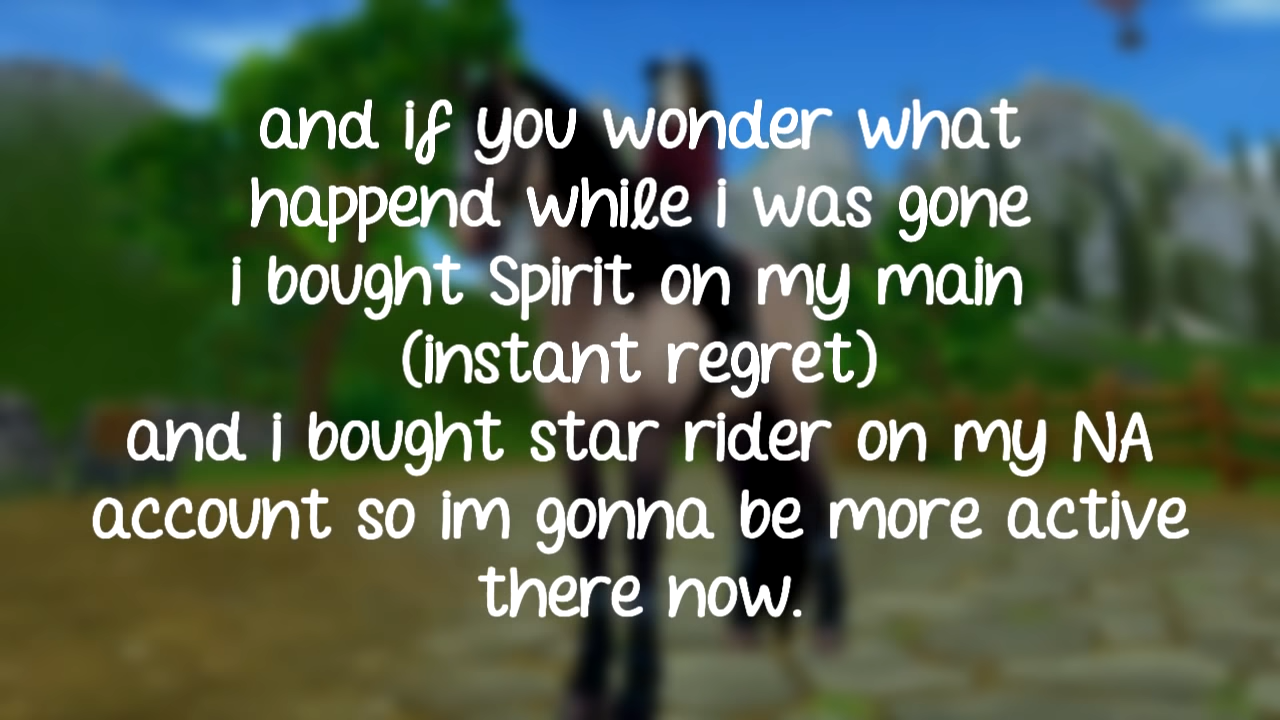 and if you wonder what
happend while i was gone
i bought Spirit on my main
(instant regret)
and i bought star rider on my NA
account so im gonna be more active
there now.